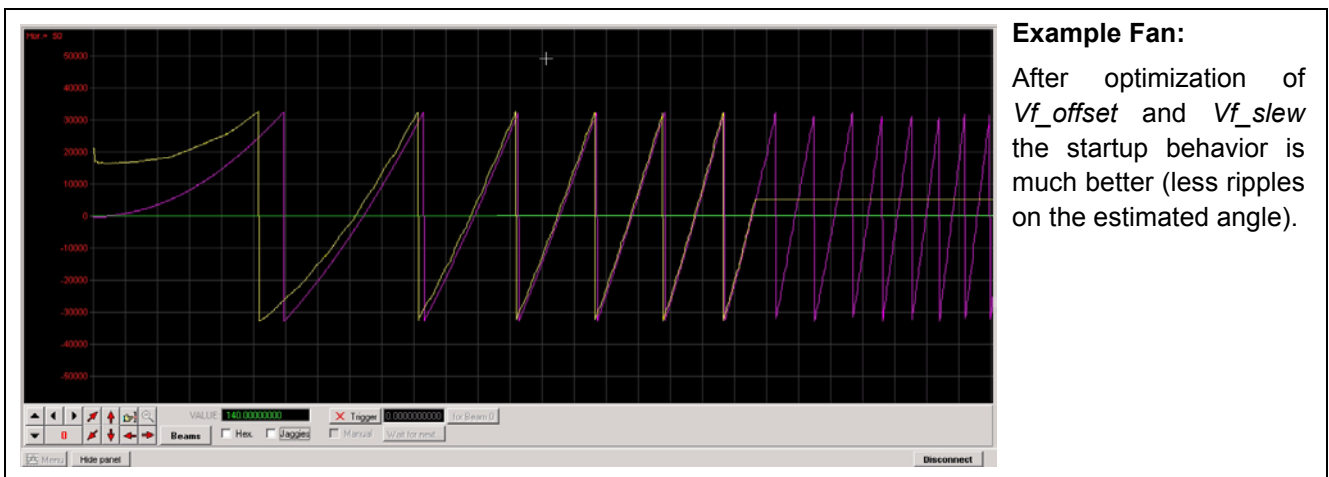 Hor.+ 50
50000
40000
30000
20000
10000
0
-10000
-20000
-30000
-40000
-50000
VALUE 140.00000000
Trigger 0.0000000000 for Beam 0
0 Beams Hex. Jaggies Manual Wait for next...
Menu Hide panel Disconnect
Example Fan:
After optimization of
Vf_offset and Vf_slew
the startup behavior is
much better (less ripples
on the estimated angle).